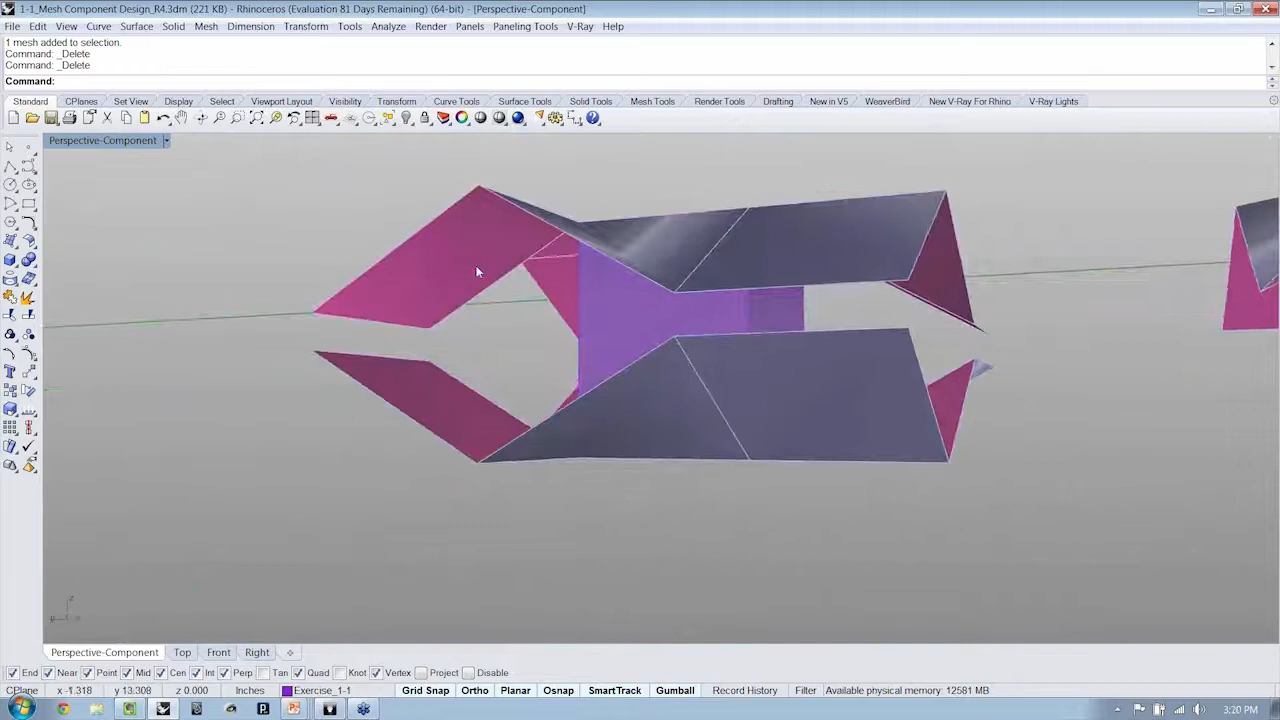 1-1_Mesh Component Design_R4.3dm (221 KB) - Rhinoceros (Evaluation 81 Days Remaining) (64-bit) - [Perspective-Component]
File Edit View Curve Surface Solid Mesh Dimension Transform Tools Analyze Render Panels Paneling Tools V-Ray Help
1 mesh added to selection.
Command: _Delete
Command: _Delete
Command:
Standard CPlanes Set View Display Select Viewport Layout Visibility Transform Curve Tools Surface Tools Solid Tools Mesh Tools Render Tools Drafting New in V5 WeaverBird New V-Ray For Rhino V-Ray Lights
Perspective-Component
z
Perspective-Component Top Front Right
End Near Point Mid Cen Int Perp Tan Quad Knot Vertex Project Disable
CPlane x -1.318 y 13.308 z 0.000 Inches Exercise_1-1 Grid Snap Ortho Planar Osnap SmartTrack Gumball Record History Filter Available physical memory: 12581 MB
3:20 PM